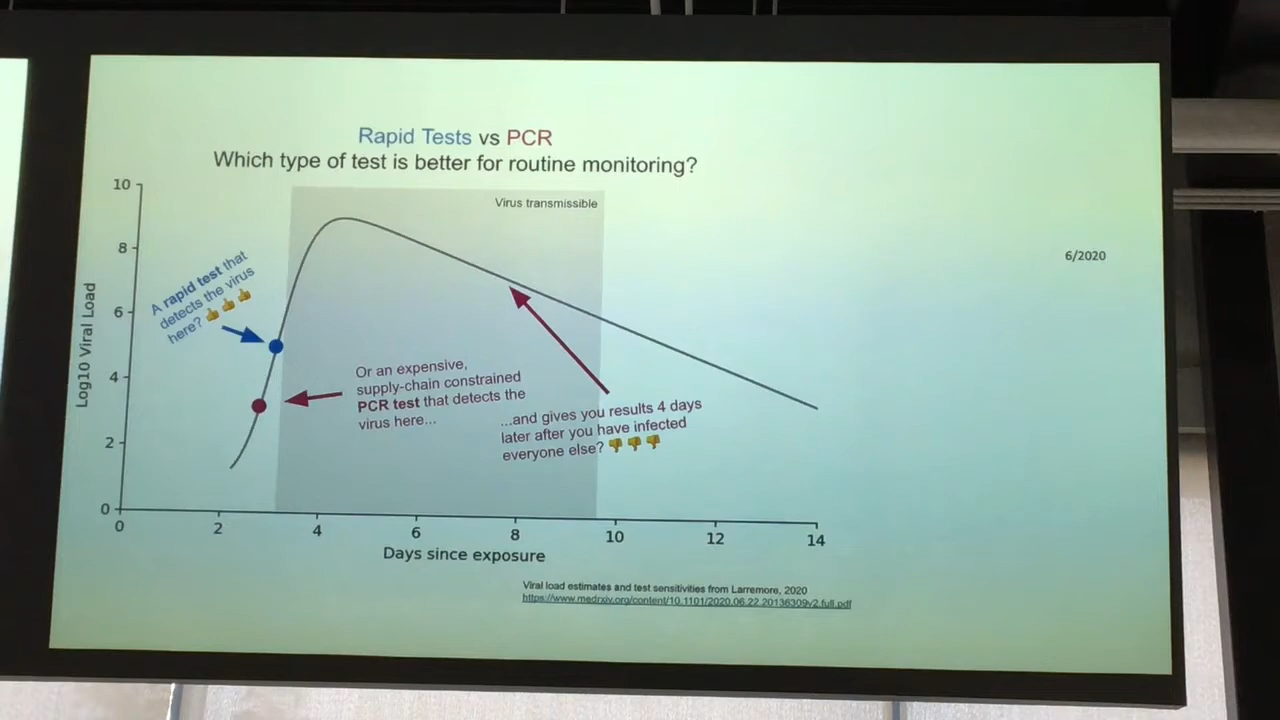 Rapid Tests vs PCR
Which type of test is better for routine monitoring?
10
8
6
4
2
0
Log10 Viral Load
Virus transmissible
A rapid test that
detects the virus
here? 👍👍👍
Or an expensive,
supply-chain constrained
PCR test that detects the
virus here...
...and gives you results 4 days
later after you have infected
everyone else? 👎👎👎
6/2020
0
2
4
6
8
10
12
14
Days since exposure
Viral load estimates and test sensitivities from Larremore, 2020
https://www.medrxiv.org/content/10.1101/2020.06.22.20136309v2.full.pdf